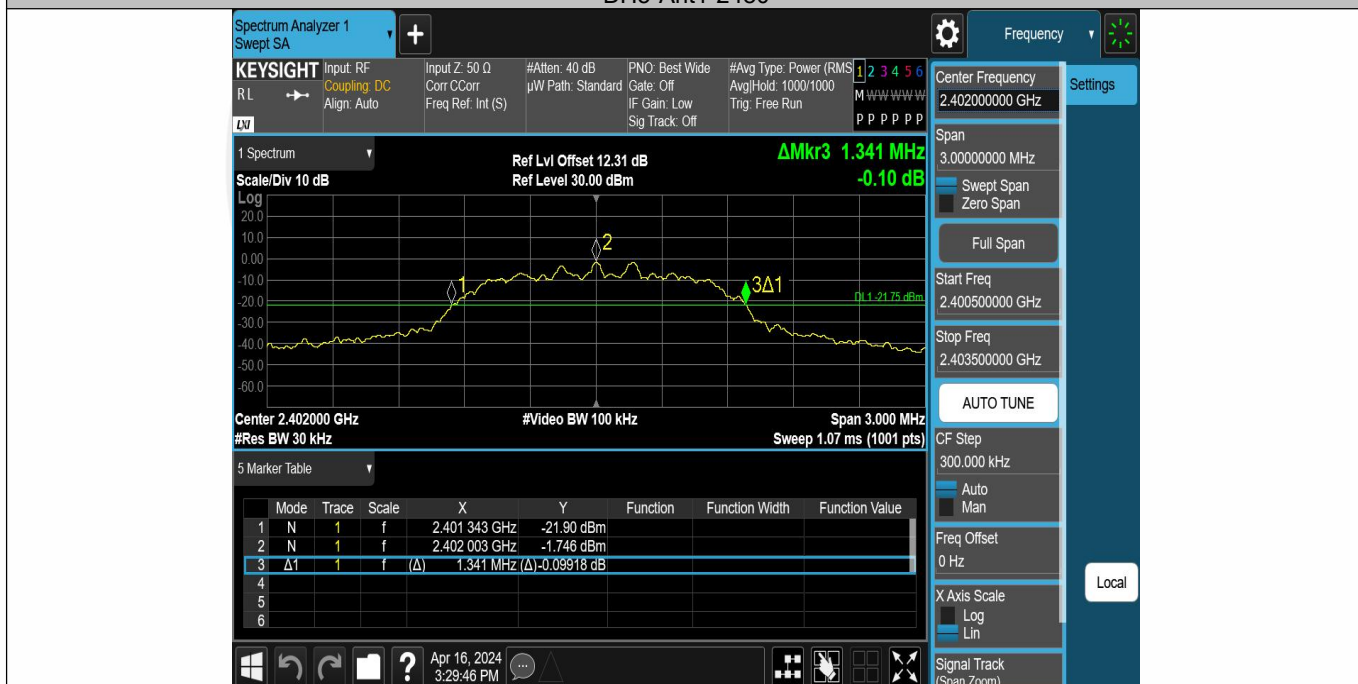 Spectrum Analyzer 1
Swept SA
+
Frequency
KEYSIGHT
RL
LXI
Input: RF
Coupling: DC
Align: Auto
Input Z: 50 Ω
Corr CCorr
Freq Ref: Int (S)
#Atten: 40 dB
µW Path: Standard
PNO: Best Wide
Gate: Off
IF Gain: Low
Sig Track: Off
#Avg Type: Power (RMS
Avg|Hold: 1000/1000
Trig: Free Run
1 2 3 4 5 6
M W W W W W
P P P P P P
1 Spectrum
Scale/Div 10 dB
Ref Lvl Offset 12.31 dB
Ref Level 30.00 dBm
ΔMkr3 1.341 MHz
-0.10 dB
Log
20.0
10.0
0.00
-10.0
-20.0
-30.0
-40.0
-50.0
-60.0
1
2
3Δ1
DL1 -21.75 dBm
Center 2.402000 GHz
#Video BW 100 kHz
Span 3.000 MHz
#Res BW 30 kHz
Sweep 1.07 ms (1001 pts)
5 Marker Table
Mode Trace Scale X Y Function Function Width Function Value
1 N 1 f 2.401 343 GHz -21.90 dBm
2 N 1 f 2.402 003 GHz -1.746 dBm
3 Δ1 1 f (Δ) 1.341 MHz (Δ)-0.09918 dB
4
5
6
?
Apr 16, 2024
3:29:46 PM
Center Frequency
2.402000000 GHz
Settings
Span
3.00000000 MHz
Swept Span
Zero Span
Full Span
Start Freq
2.400500000 GHz
Stop Freq
2.403500000 GHz
AUTO TUNE
CF Step
300.000 kHz
Auto
Man
Freq Offset
0 Hz
Local
X Axis Scale
Log
Lin
Signal Track
(Span Zoom)